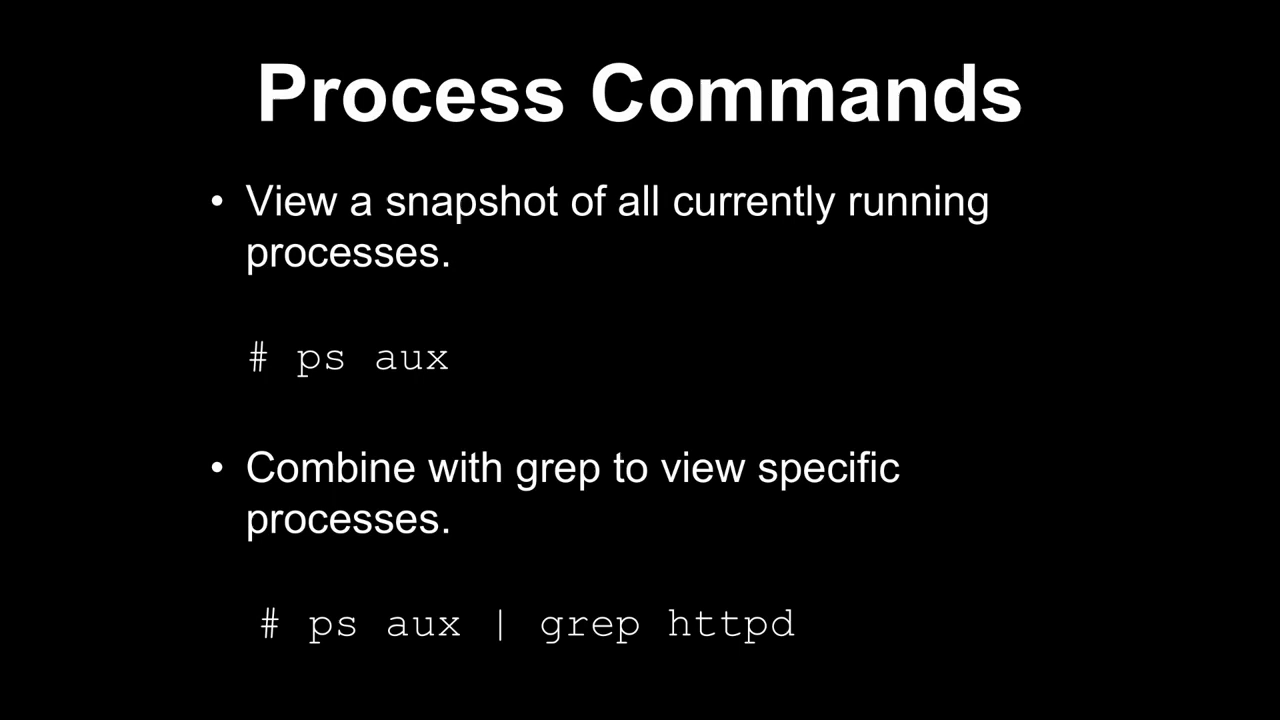 Process Commands
• View a snapshot of all currently running
processes.
# ps aux
• Combine with grep to view specific
processes.
# ps aux | grep httpd